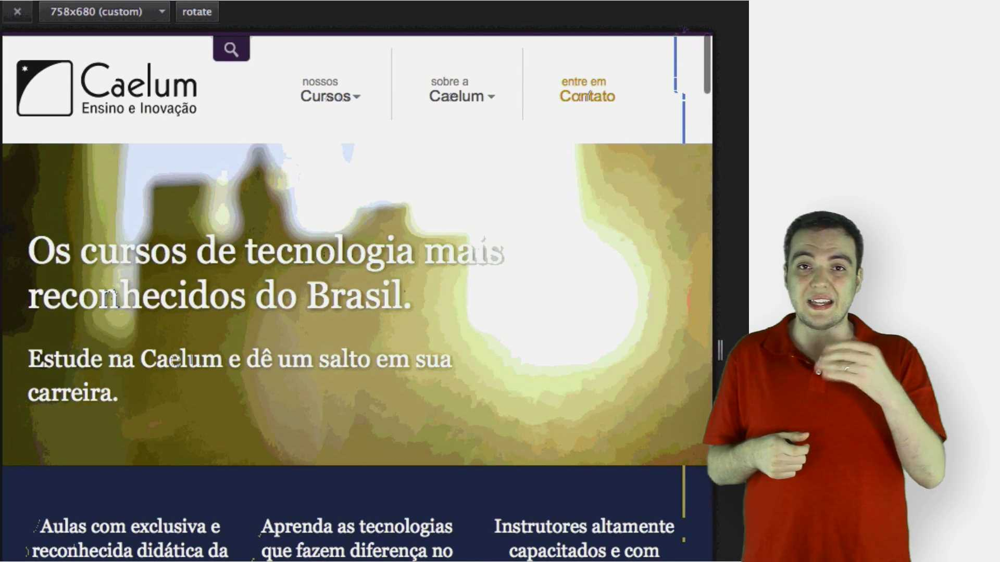 758x680 (custom)
rotate
Caelum
Ensino e Inovação
nossos
Cursos
sobre a
Caelum
entre em
Contato
Os cursos de tecnologia mais
reconhecidos do Brasil.
Estude na Caelum e dê um salto em sua
carreira.
Aulas com exclusiva e
reconhecida didática da
Aprenda as tecnologias
que fazem diferença no
Instrutores altamente
capacitados e com